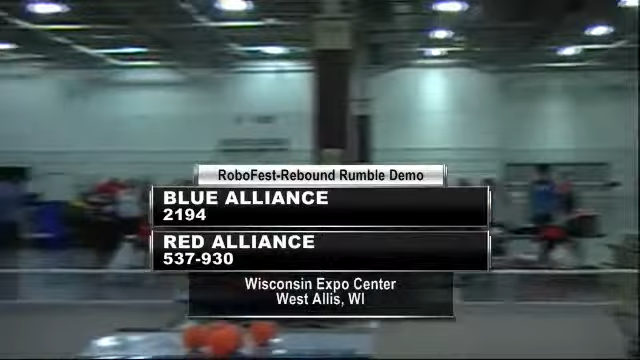 RoboFest-Rebound Rumble Demo
BLUE ALLIANCE
2194
RED ALLIANCE
537-930
Wisconsin Expo Center
West Allis, WI